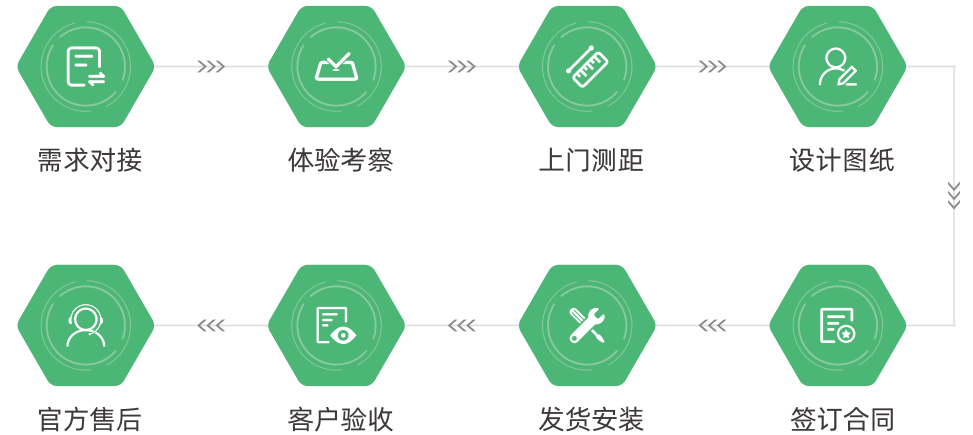 需求对接
体验考察
上门测距
设计图纸
官方售后
客户验收
发货安装
签订合同